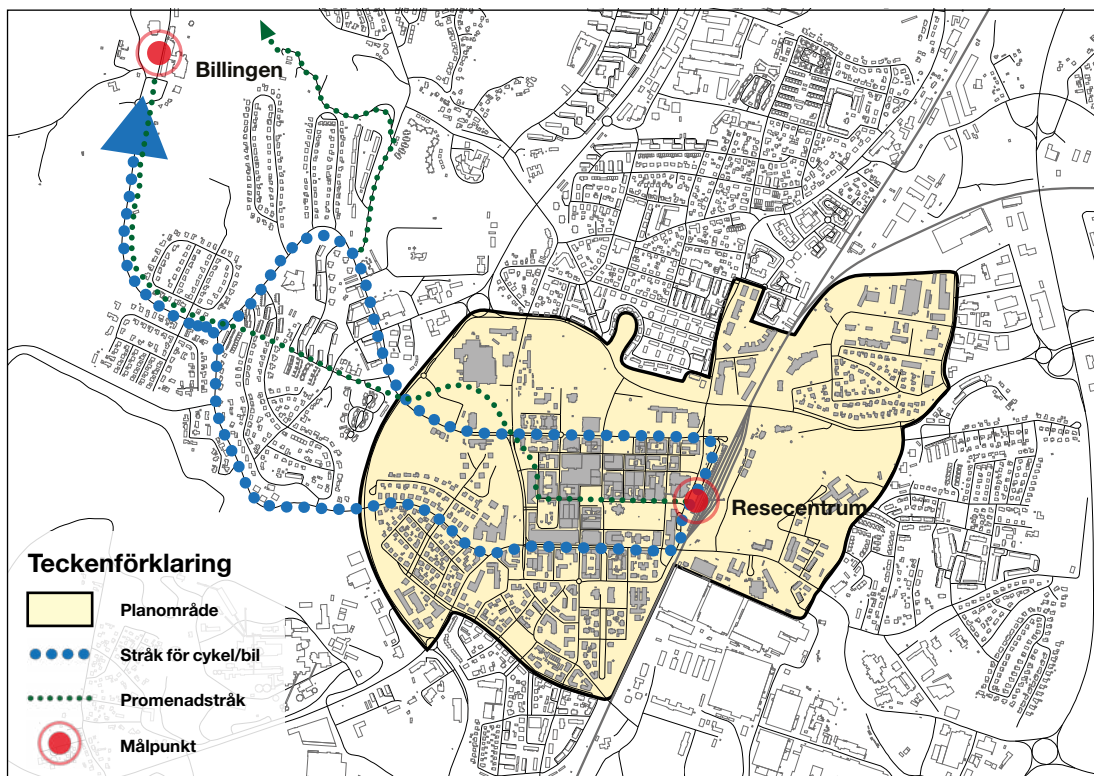 Billingen
Resecentrum
Teckenförklaring
Planområde
Stråk för cykel/bil
Promenadstråk
Målpunkt